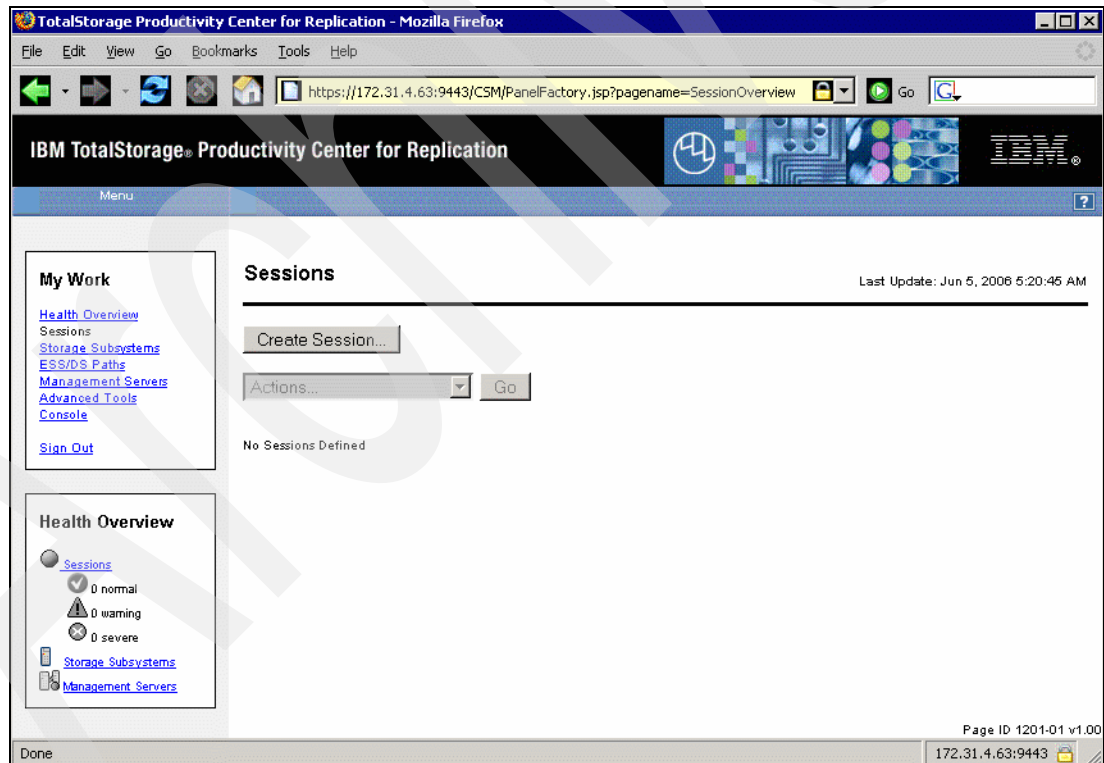 TotalStorage Productivity Center for Replication - Mozilla Firefox
File Edit View Go Bookmarks Tools Help
https://172.31.4.63:9443/CSM/PanelFactory.jsp?pagename=SessionOverview Go G
IBM TotalStorage® Productivity Center for Replication IBM®
Menu ?
My Work
Health Overview
Sessions
Storage Subsystems
ESS/DS Paths
Management Servers
Advanced Tools
Console
Sign Out
Sessions
Last Update: Jun 5, 2006 5:20:45 AM
Create Session...
Actions... Go
No Sessions Defined
Health Overview
Sessions
0 normal
0 warning
0 severe
Storage Subsystems
Management Servers
Page ID 1201-01 v1.00
Done 172.31.4.63:9443